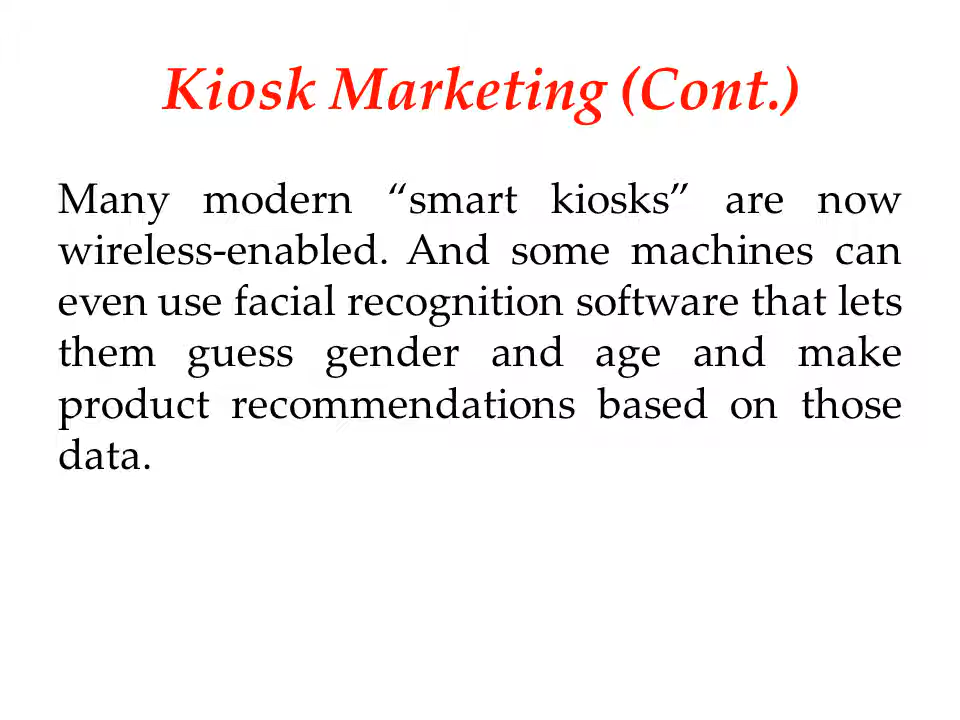 Kiosk Marketing (Cont.)
Many modern “smart kiosks” are now
wireless-enabled. And some machines can
even use facial recognition software that lets
them guess gender and age and make
product recommendations based on those
data.